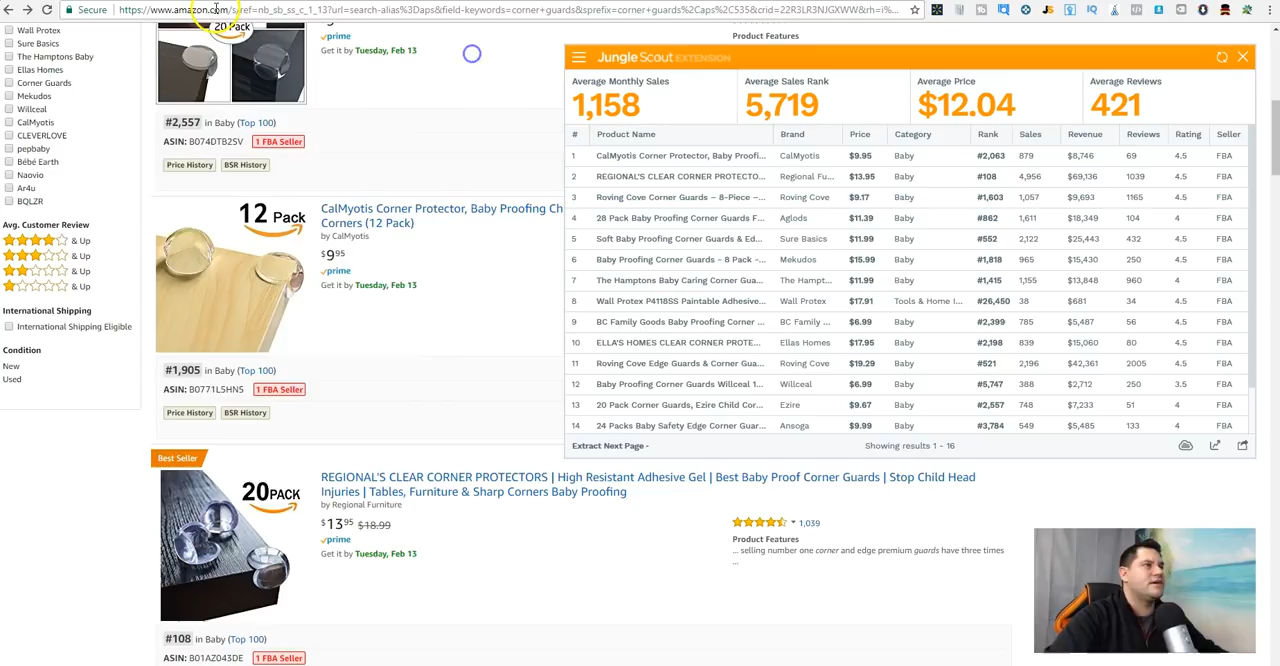 Secure
https://www.amazon.com/s/ref=nb_sb_ss_c_1_13?url=search-alias%3Daps&field-keywords=corner+guards&sprefix=corner+guards%2Caps%2C535&crid=22R3LR3NJGXWW&rh=i%...
Wall Protex
Sure Basics
The Hamptons Baby
Ellas Homes
Corner Guards
Mekudos
Willceal
CalMyotis
CLEVERLOVE
pepbaby
Bébé Earth
Naovio
Ar4u
BQLZR
Avg. Customer Review
& Up
& Up
& Up
& Up
International Shipping
International Shipping Eligible
Condition
New
Used
20 Pack
prime
Get it by Tuesday, Feb 13
Product Features
#2,557 in Baby (Top 100)
ASIN: B074DTB25V 1 FBA Seller
Price History BSR History
12 Pack
CalMyotis Corner Protector, Baby Proofing Ch
Corners (12 Pack)
by CalMyotis
$9 95
prime
Get it by Tuesday, Feb 13
#1,905 in Baby (Top 100)
ASIN: B0771L5HN5 1 FBA Seller
Price History BSR History
Best Seller
20PACK
REGIONAL'S CLEAR CORNER PROTECTORS | High Resistant Adhesive Gel | Best Baby Proof Corner Guards | Stop Child Head
Injuries | Tables, Furniture & Sharp Corners Baby Proofing
by Regional Furniture
$13 95 $18.99
prime
Get it by Tuesday, Feb 13
1,039
Product Features
... selling number one corner and edge premium guards have three times
...
#108 in Baby (Top 100)
ASIN: B01AZ043DE 1 FBA Seller
Jungle Scout EXTENSION
Average Monthly Sales
1,158
Average Sales Rank
5,719
Average Price
$12.04
Average Reviews
421
# Product Name Brand Price Category Rank Sales Revenue Reviews Rating Seller
1 CalMyotis Corner Protector, Baby Proofi... CalMyotis $9.95 Baby #2,063 879 $8,746 69 4.5 FBA
2 REGIONAL'S CLEAR CORNER PROTECTO... Regional Fu... $13.95 Baby #108 4,956 $69,136 1039 4.5 FBA
3 Roving Cove Corner Guards – 8-Piece –... Roving Cove $9.17 Baby #1,603 1,057 $9,693 1165 4.5 FBA
4 28 Pack Baby Proofing Corner Guards F... Aglods $11.39 Baby #862 1,611 $18,349 104 4 FBA
5 Soft Baby Proofing Corner Guards & Ed... Sure Basics $11.99 Baby #552 2,122 $25,443 432 4.5 FBA
6 Baby Proofing Corner Guards - 8 Pack -... Mekudos $15.99 Baby #1,818 965 $15,430 250 4.5 FBA
7 The Hamptons Baby Caring Corner Guard... The Hampt... $11.99 Baby #1,415 1,155 $13,848 960 4 FBA
8 Wall Protex P4118SS Paintable Adhesive... Wall Protex $17.91 Tools & Home I... #26,450 38 $681 34 4.5 FBA
9 BC Family Goods Baby Proofing Corner ... BC Family ... $6.99 Baby #2,399 785 $5,487 56 4.5 FBA
10 ELLA'S HOMES CLEAR CORNER PROTE... Ellas Homes $17.95 Baby #2,198 839 $15,060 80 4.5 FBA
11 Roving Cove Edge Guards & Corner Gua... Roving Cove $19.29 Baby #521 2,196 $42,361 2005 4.5 FBA
12 Baby Proofing Corner Guards Willceal 1... Willceal $6.99 Baby #5,747 388 $2,712 250 3.5 FBA
13 20 Pack Corner Guards, Ezire Child Cor... Ezire $9.67 Baby #2,557 748 $7,233 51 4 FBA
14 24 Packs Baby Safety Edge Corner Guar... Ansoga $9.99 Baby #3,784 549 $5,485 133 4 FBA
Extract Next Page
Showing results 1 - 16